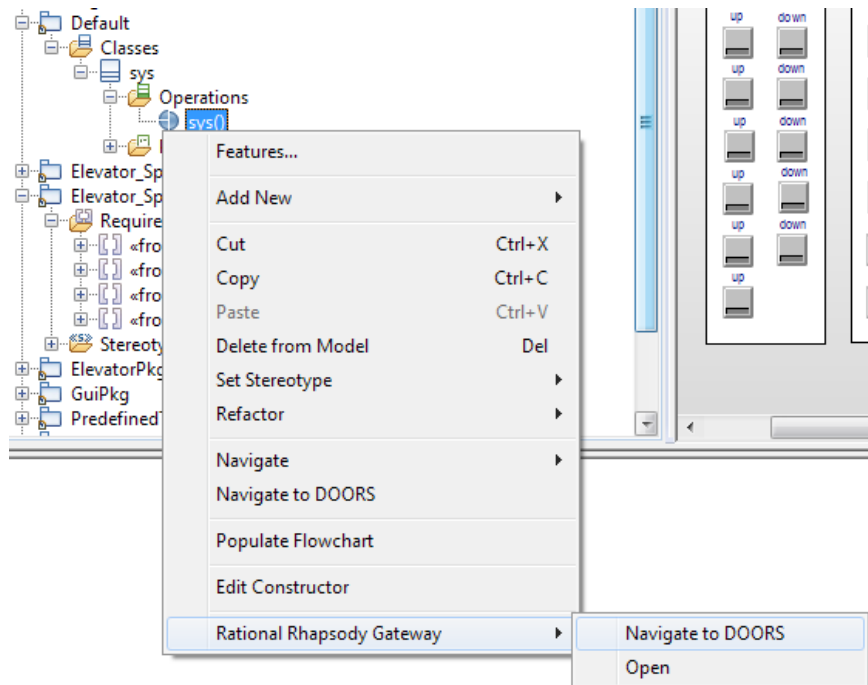 Default
Classes
sys
Operations
sys()
Elevator_Sp
Elevator_Sp
Require
«fro
«fro
«fro
«fro
«S» Stereoty
ElevatorPkg
GuiPkg
Predefined
Features...
Add New
Cut Ctrl+X
Copy Ctrl+C
Paste Ctrl+V
Delete from Model Del
Set Stereotype
Refactor
Navigate
Navigate to DOORS
Populate Flowchart
Edit Constructor
Rational Rhapsody Gateway
Navigate to DOORS
Open
up down
up down
up down
up down
up down
up